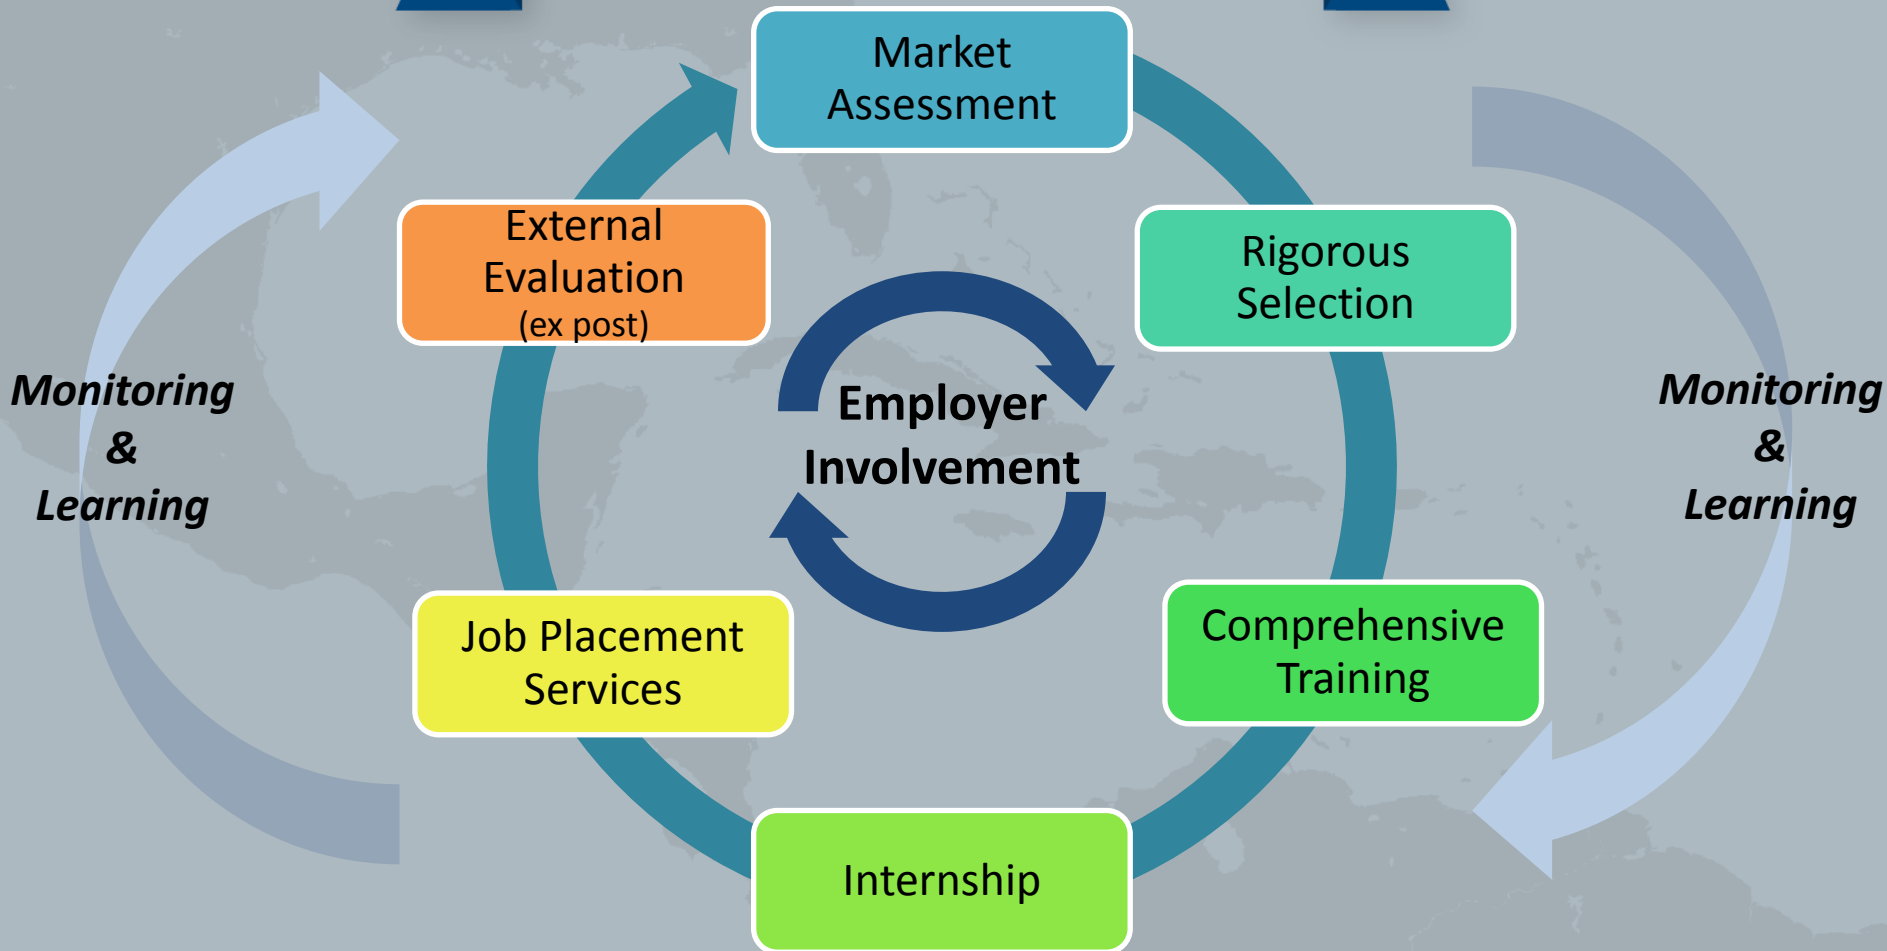 Market
Assessment
External
Evaluation
(ex post)
Rigorous
Selection
Monitoring
&
Learning
Employer
Involvement
Monitoring
&
Learning
Job Placement
Services
Comprehensive
Training
Internship